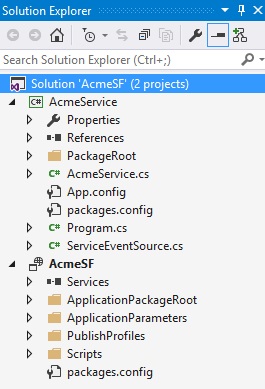 Solution Explorer
Search Solution Explorer (Ctrl+;)
Solution 'AcmeSF' (2 projects)
C# AcmeService
Properties
References
PackageRoot
C# AcmeService.cs
App.config
packages.config
C# Program.cs
C# ServiceEventSource.cs
AcmeSF
Services
ApplicationPackageRoot
ApplicationParameters
PublishProfiles
Scripts
packages.config